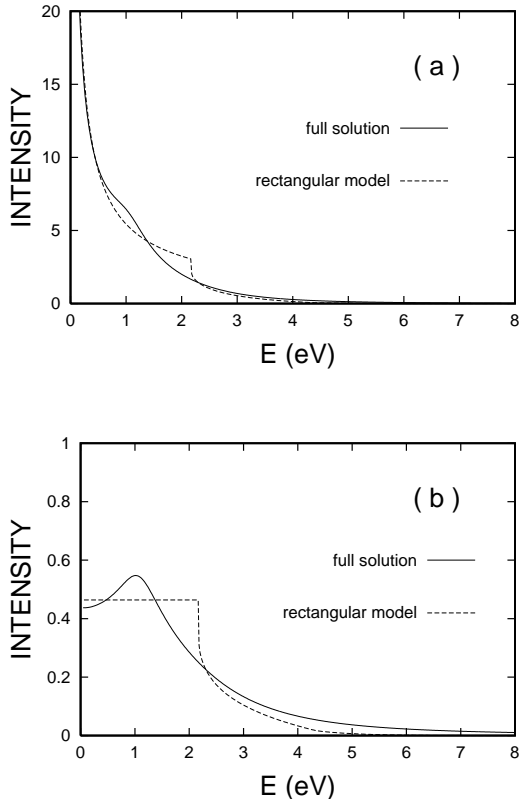 20
15
10
5
0
INTENSITY
( a )
full solution
rectangular model
0 1 2 3 4 5 6 7 8
E (eV)
1
0.8
0.6
0.4
0.2
0
INTENSITY
( b )
full solution
rectangular model
0 1 2 3 4 5 6 7 8
E (eV)